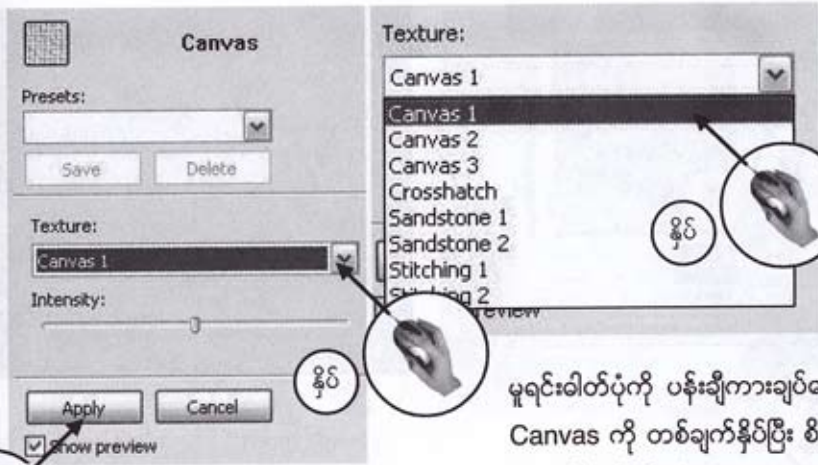 Canvas
Presets:
Save Delete
Texture:
Canvas 1
Intensity:
နှိပ်
Apply Cancel
Show preview
Texture:
Canvas 1
Canvas 1
Canvas 2
Canvas 3
Crosshatch
Sandstone 1
Sandstone 2
Stitching 1
Stitching 2
နှိပ်
မူရင်းဓါတ်ပုံကို ပန်းချီကားချပ်
Canvas ကို တစ်ချက်နှိပ်ပြီး